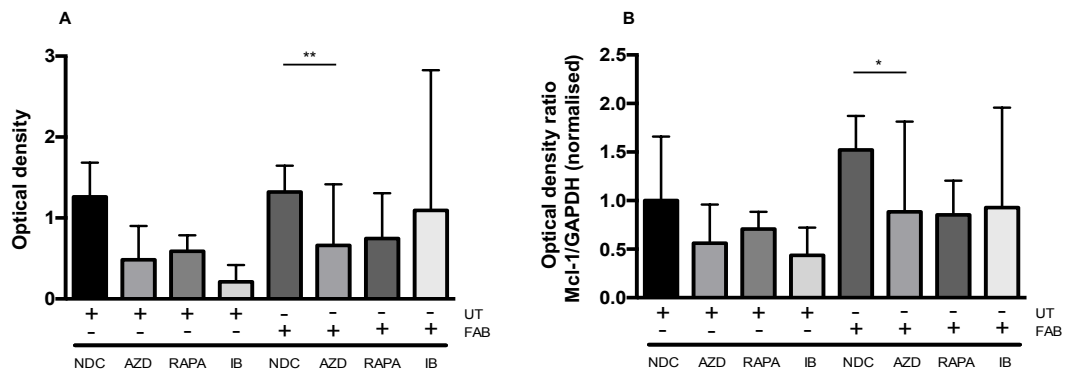 A
Optical density
3
2
1
0
**
+ + + + - - - - UT
- - - - + + + + FAB
NDC AZD RAPA IB NDC AZD RAPA IB
B
Optical density ratio
Mcl-1/GAPDH (normalised)
2.5
2.0
1.5
1.0
0.5
0.0
*
+ + + + - - - - UT
- - - - + + + + FAB
NDC AZD RAPA IB NDC AZD RAPA IB